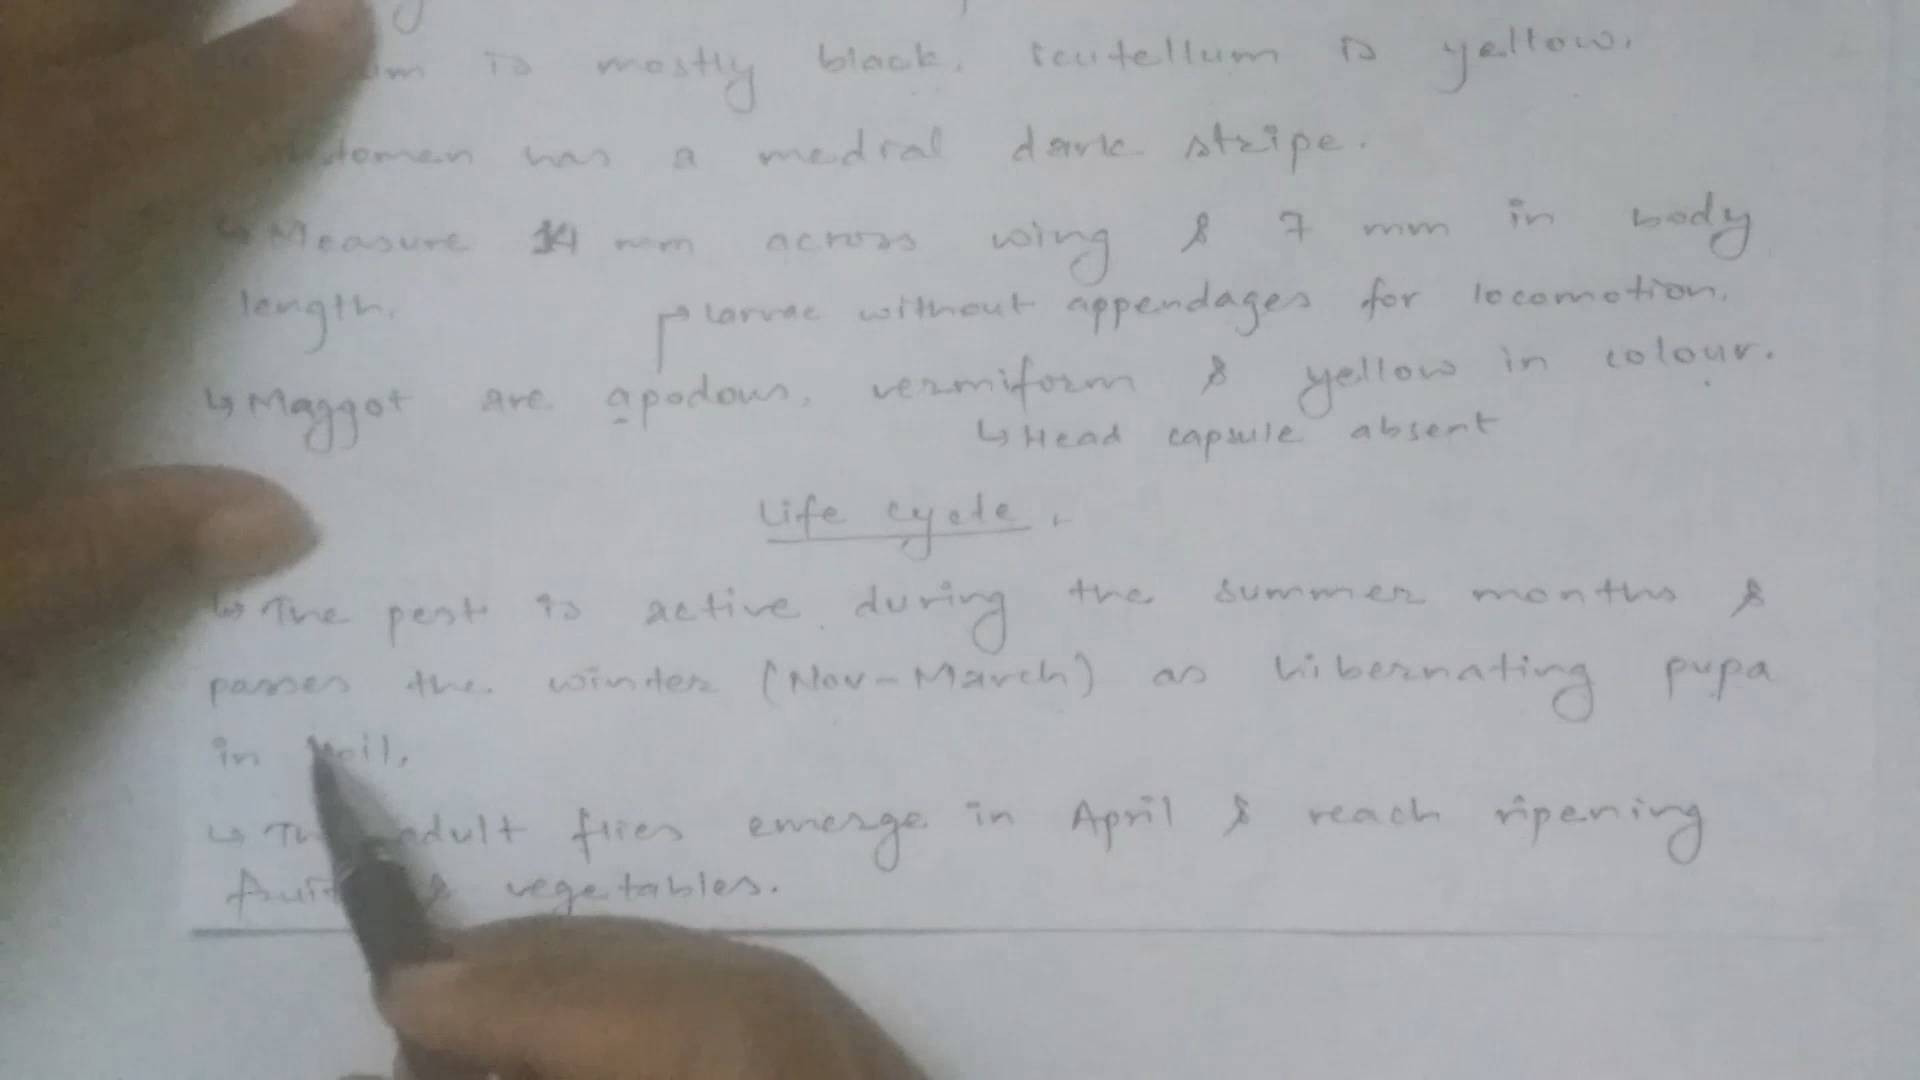 is mostly black. scutellum is yellow.
has a medial dark stripe.
↳ Measure 14 mm across wing & 7 mm in body
length.
↱ Larvae without appendages for locomotion.
↳ Maggot are apodous, vermiform & yellow in colour.
↳ Head capsule absent
Life cycle.
↳ The pest is active during the summer months &
passes the winter (Nov-March) as hibernating pupa
in
↳ adult flies emerge in April & reach ripening
& vegetables.